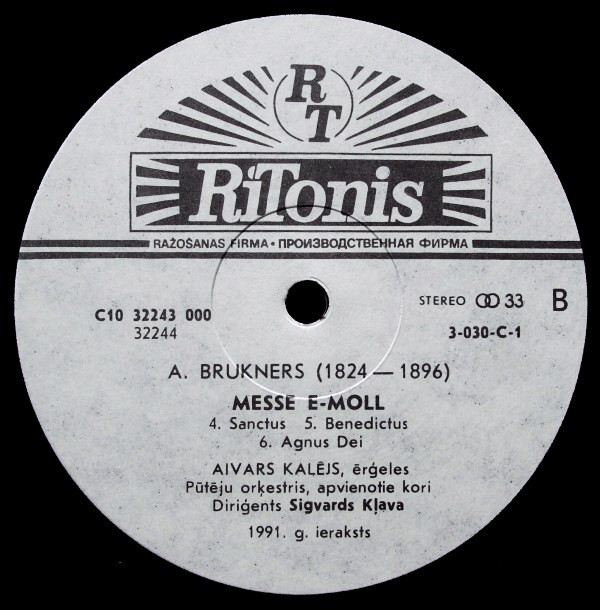 R
T
RiTonis
RAŽOŠANAS FIRMA • ПРОИЗВОДСТВЕННАЯ ФИРМА
STEREO 33 B
C10 32243 000
32244
3-030-C-1
A. BRUKNERS (1824 — 1896)
MESSE E-MOLL
4. Sanctus 5. Benedictus
6. Agnus Dei
AIVARS KALĒJS, ērģeles
Pūtēju orķestris, apvienotie kori
Diriģents Sigvards Kļava
1991. g. ieraksts